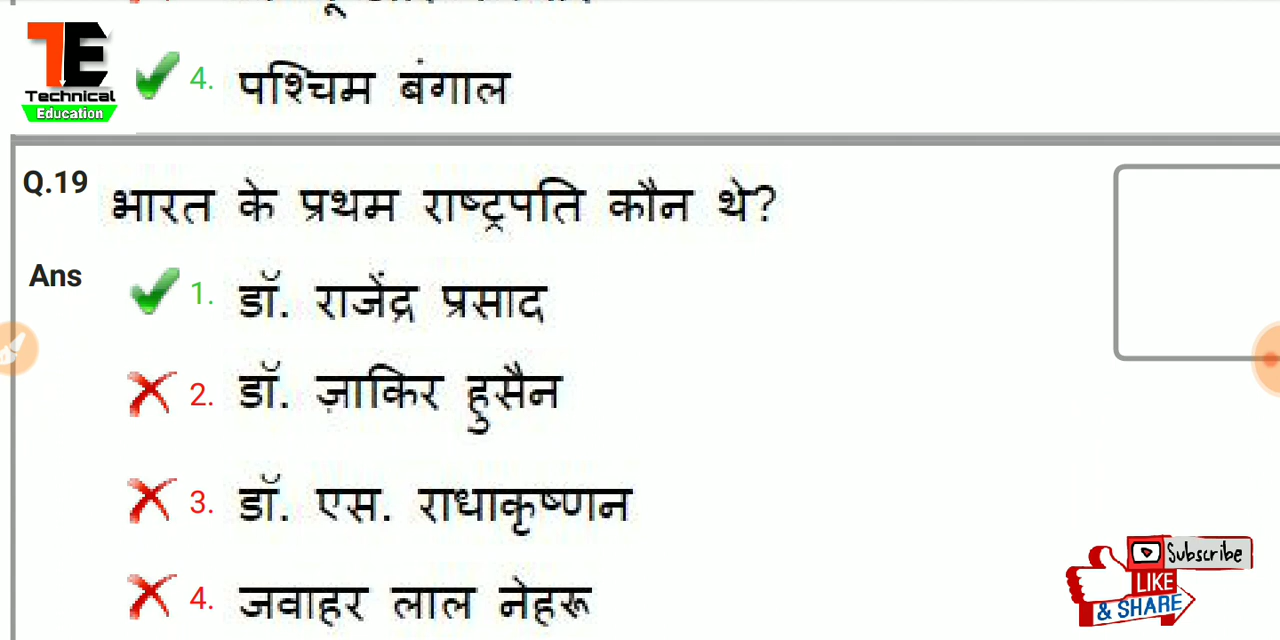 TE
Technical
Education
4. पश्चिम बंगाल
Q.19 भारत के प्रथम राष्ट्रपति कौन थे?
Ans
1. डॉ. राजेंद्र प्रसाद
2. डॉ. ज़ाकिर हुसैन
3. डॉ. एस. राधाकृष्णन
4. जवाहर लाल नेहरू
Subscribe
LIKE
& SHARE